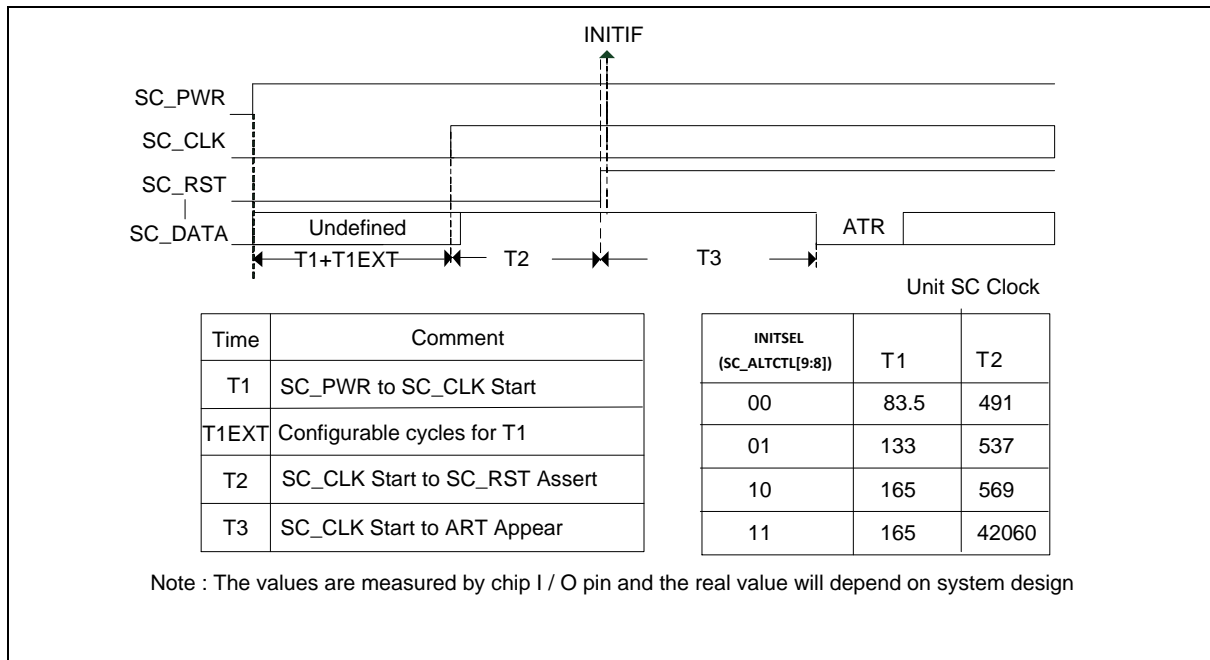 INITIF
SC_PWR
SC_CLK
SC_RST
SC_DATA
Undefined
ATR
T1+T1EXT
T2
T3
Unit SC Clock
Time Comment
T1 SC_PWR to SC_CLK Start
T1EXT Configurable cycles for T1
T2 SC_CLK Start to SC_RST Assert
T3 SC_CLK Start to ART Appear
INITSEL
(SC_ALTCTL[9:8]) T1 T2
00 83.5 491
01 133 537
10 165 569
11 165 42060
Note : The values are measured by chip I / O pin and the real value will depend on system design